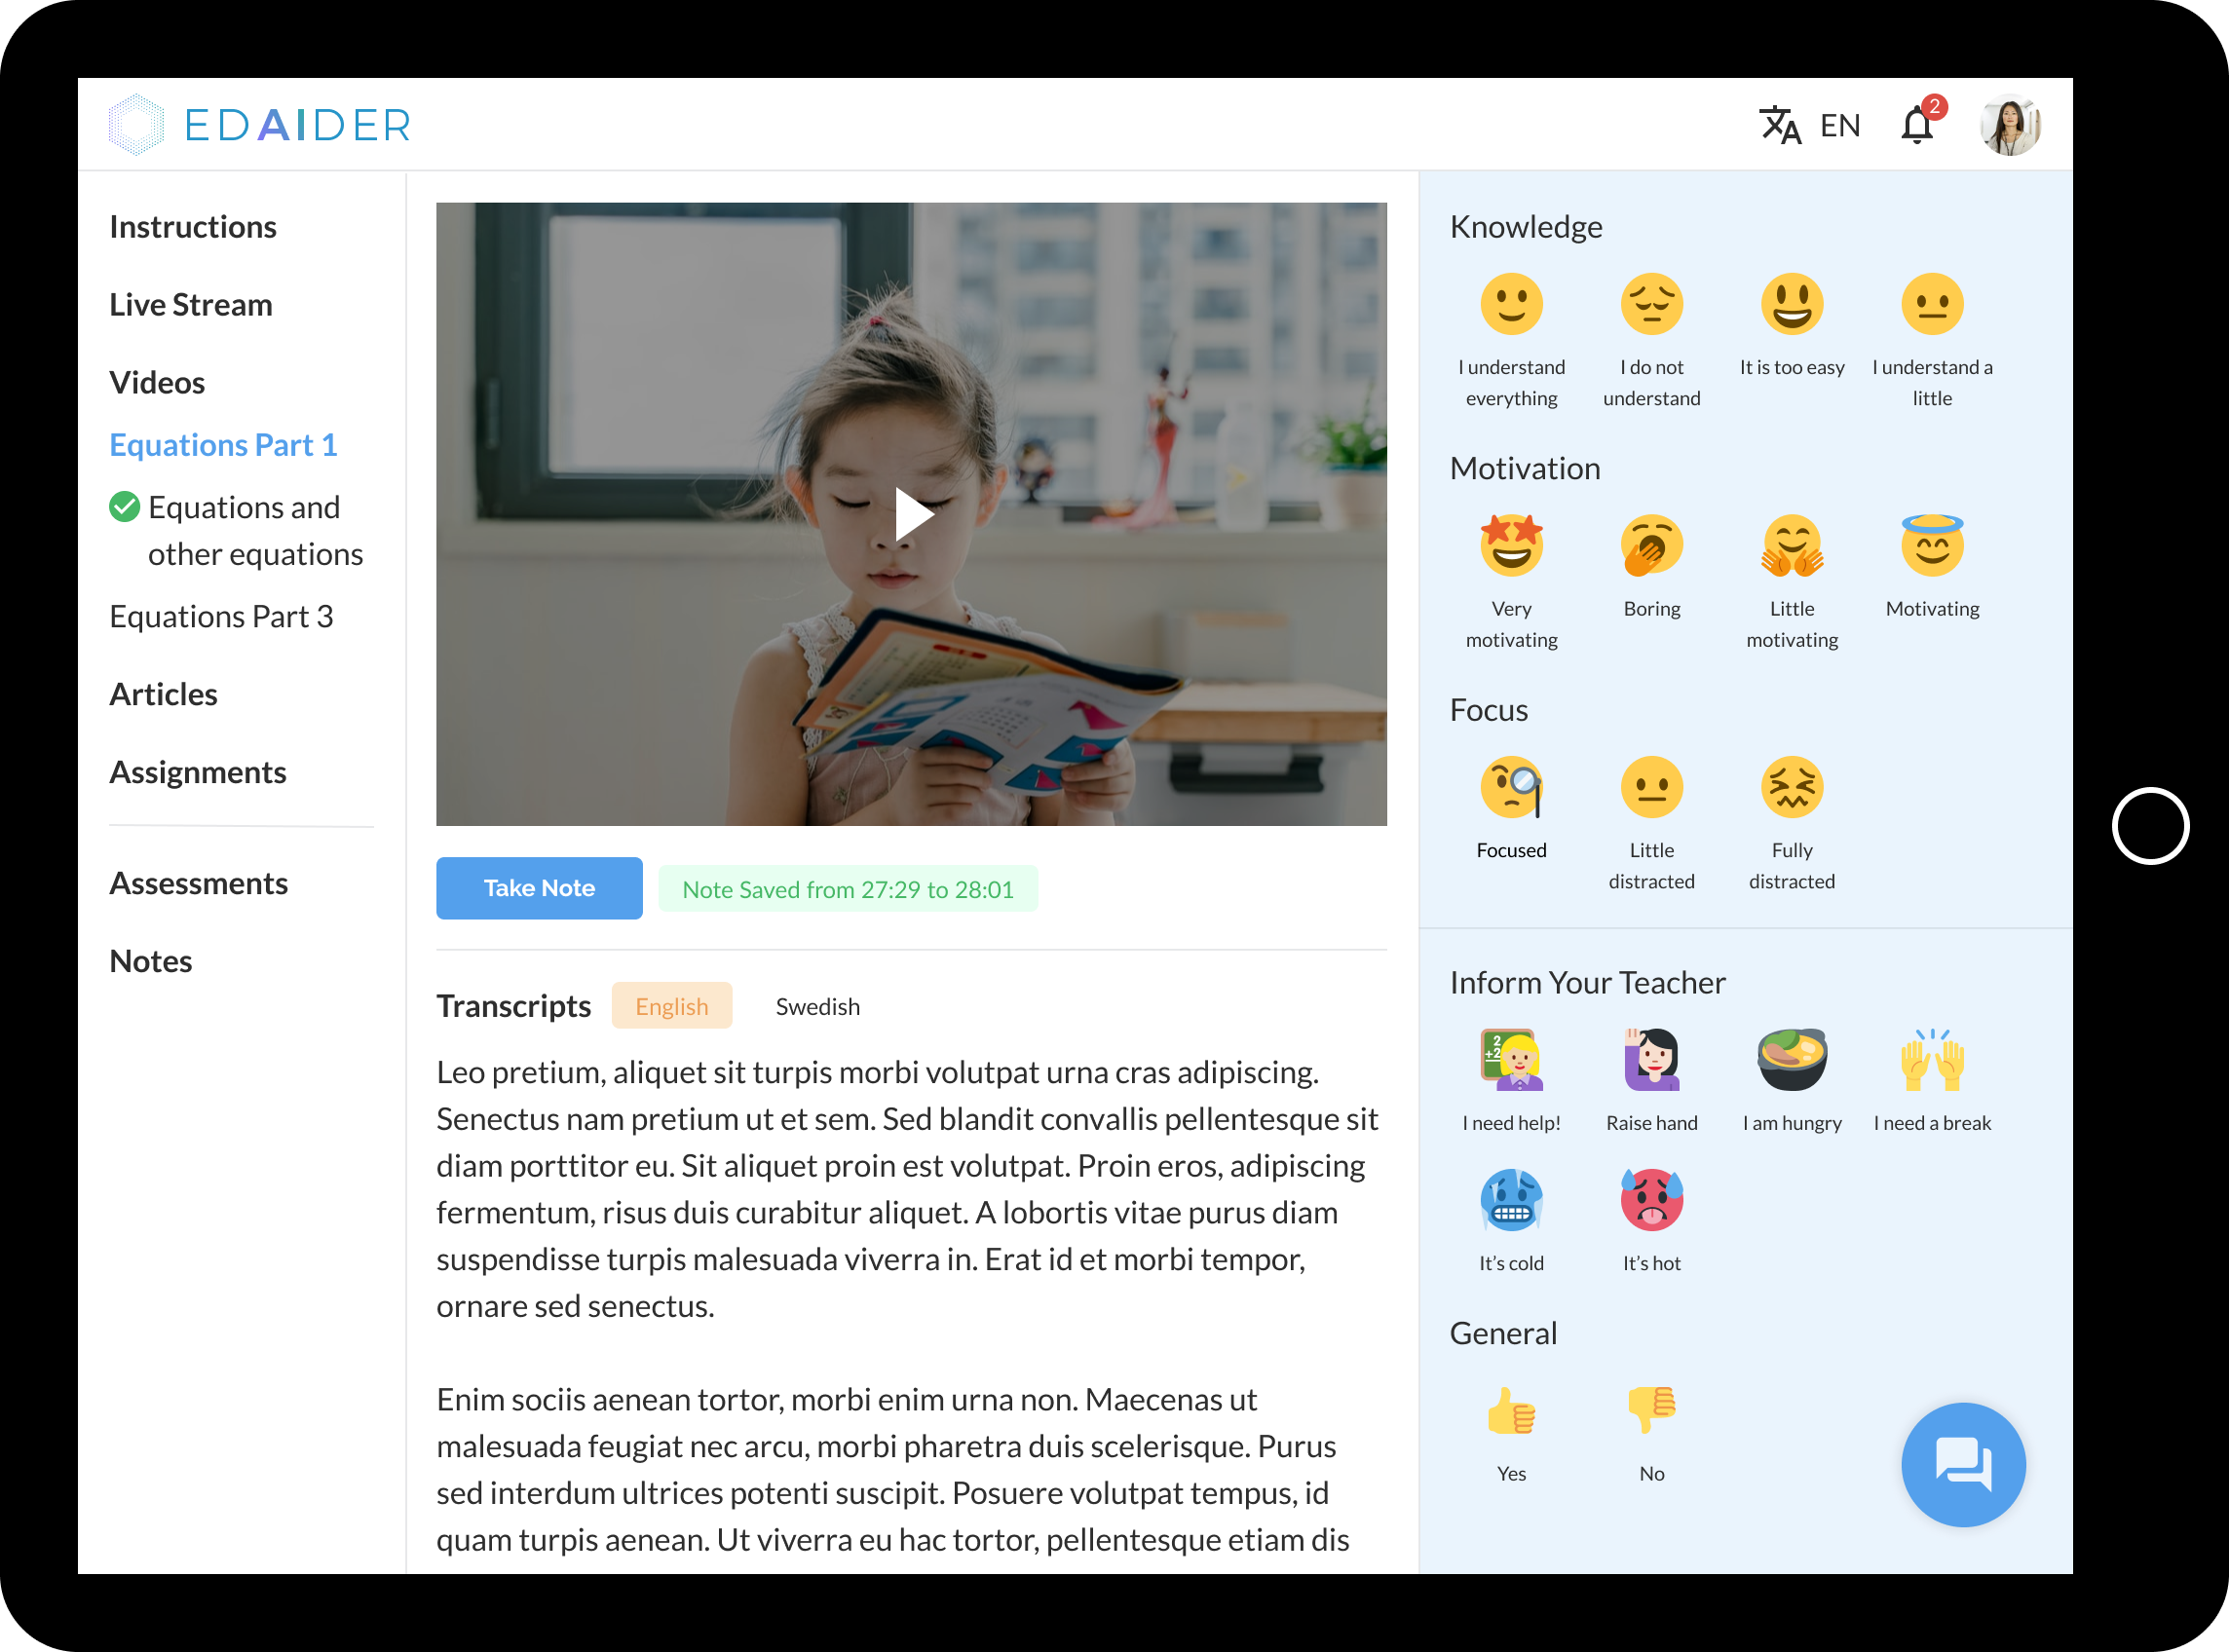 EDAIDER
EN
2
Instructions
Live Stream
Videos
Equations Part 1
Equations and
other equations
Equations Part 3
Articles
Assignments
Assessments
Notes
Take Note
Note Saved from 27:29 to 28:01
Transcripts
English
Swedish
Leo pretium, aliquet sit turpis morbi volutpat urna cras adipiscing.
Senectus nam pretium ut et sem. Sed blandit convallis pellentesque sit
diam porttitor eu. Sit aliquet proin est volutpat. Proin eros, adipiscing
fermentum, risus duis curabitur aliquet. A lobortis vitae purus diam
suspendisse turpis malesuada viverra in. Erat id et morbi tempor,
ornare sed senectus.
Enim sociis aenean tortor, morbi enim urna non. Maecenas ut
malesuada feugiat nec arcu, morbi pharetra duis scelerisque. Purus
sed interdum ultrices potenti suscipit. Posuere volutpat tempus, id
quam turpis aenean. Ut viverra eu hac tortor, pellentesque etiam dis
Knowledge
I understand
everything
I do not
understand
It is too easy
I understand a
little
Motivation
Very
motivating
Boring
Little
motivating
Motivating
Focus
Focused
Little
distracted
Fully
distracted
Inform Your Teacher
2
+2
I need help!
Raise hand
I am hungry
I need a break
It’s cold
It’s hot
General
Yes
No